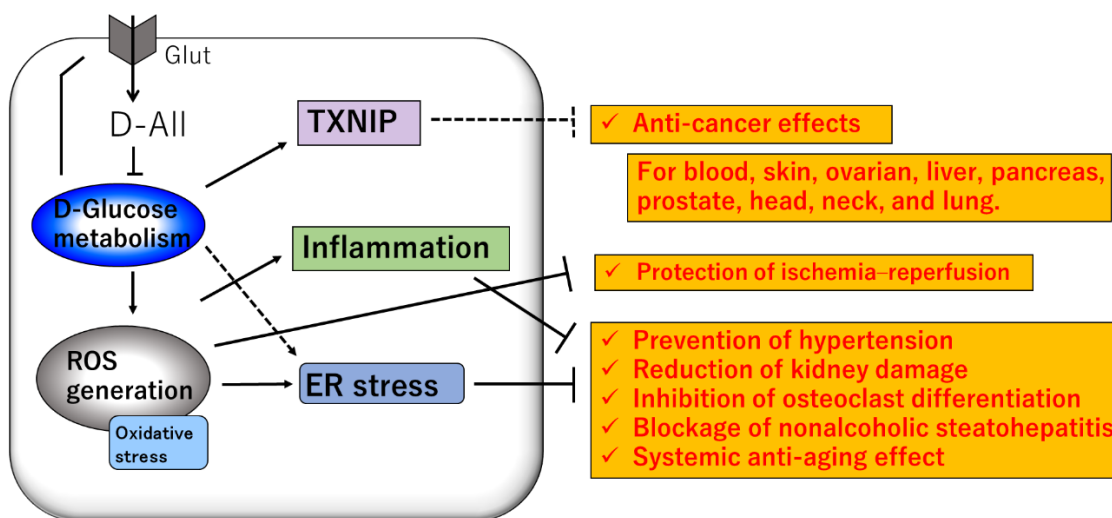 Glut
D-All
TXNIP
D-Glucose
metabolism
Inflammation
ROS
generation
Oxidative
stress
ER stress
✓ Anti-cancer effects
For blood, skin, ovarian, liver, pancreas,
prostate, head, neck, and lung.
✓ Protection of ischemia–reperfusion
✓ Prevention of hypertension
✓ Reduction of kidney damage
✓ Inhibition of osteoclast differentiation
✓ Blockage of nonalcoholic steatohepatitis
✓ Systemic anti-aging effect